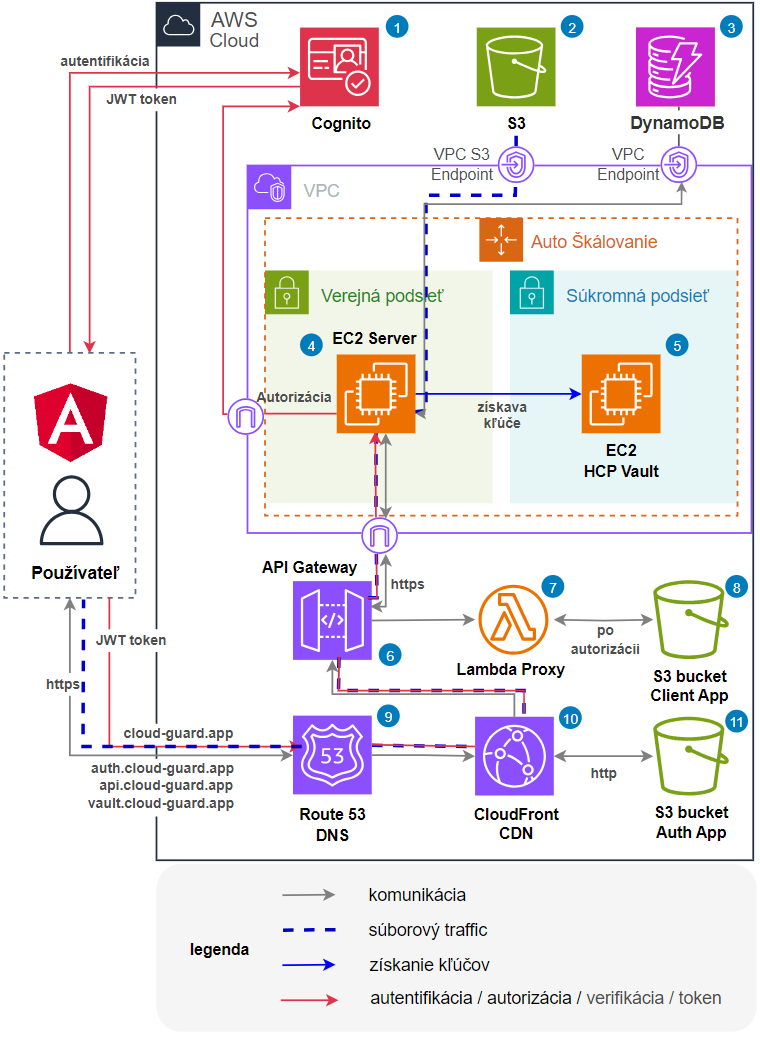 AWS
Cloud
1
2
3
autentifikácia
JWT token
Cognito
S3
DynamoDB
VPC S3
Endpoint
VPC
Endpoint
VPC
Auto Škálovanie
Verejná podsieť
Súkromná podsieť
4
EC2 Server
5
Autorizácia
získava
kľúče
EC2
HCP Vault
Používateľ
API Gateway
https
7
8
JWT token
6
po
autorizácii
Lambda Proxy
S3 bucket
Client App
https
9
10
11
cloud-guard.app
auth.cloud-guard.app
api.cloud-guard.app
vault.cloud-guard.app
53
http
Route 53
DNS
CloudFront
CDN
S3 bucket
Auth App
legenda
komunikácia
súborový traffic
získanie kľúčov
autentifikácia / autorizácia / verifikácia / token